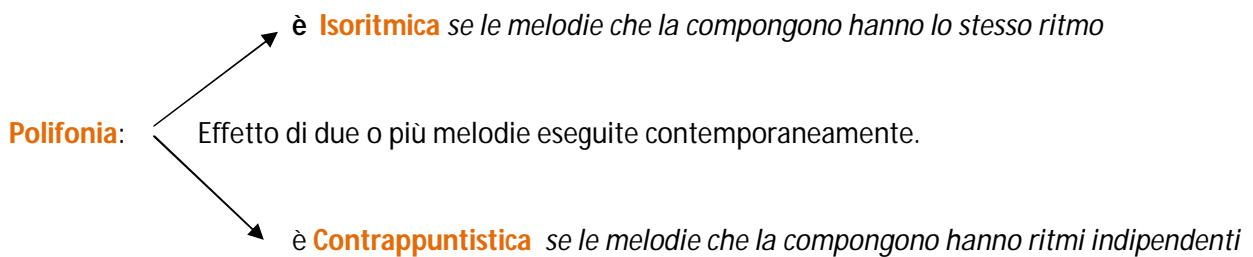 è Isoritmica se le melodie che la compongono hanno lo stesso ritmo
Polifonia: Effetto di due o più melodie eseguite contemporaneamente.
è Contrappuntistica se le melodie che la compongono hanno ritmi indipendenti